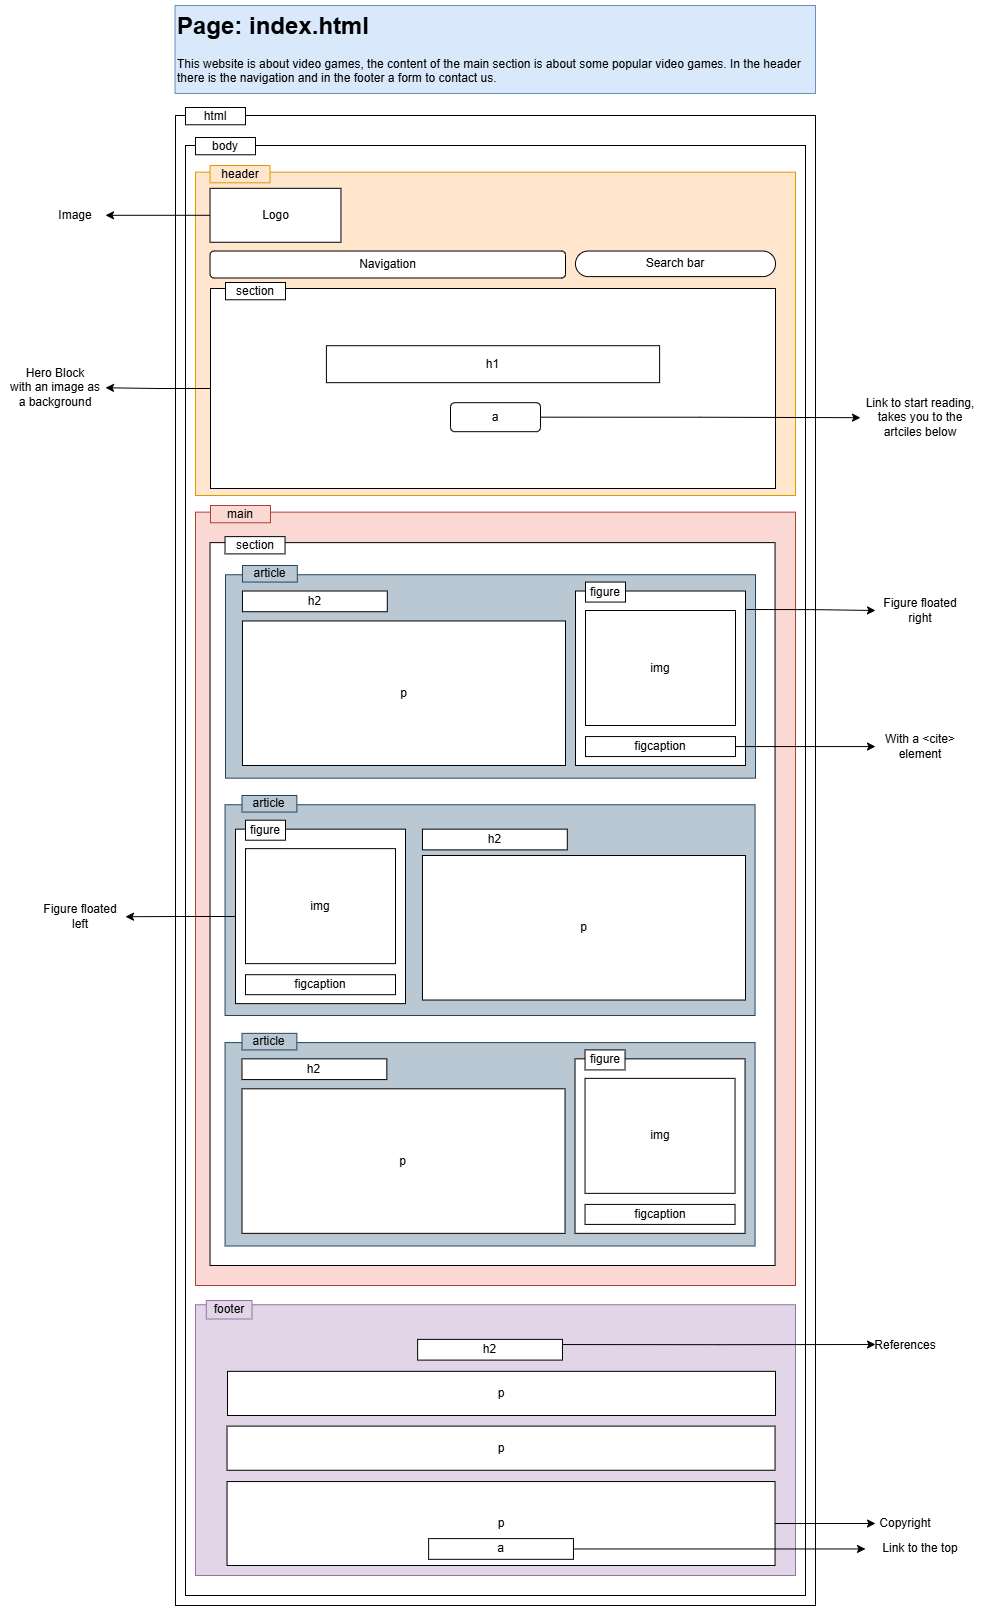 Page: index.html
This website is about video games, the content of the main section is about some popular video games. In the header
there is the navigation and in the footer a form to contact us.
html
body
header
Image
Logo
Navigation
Search bar
section
h1
Hero Block
with an image as
a background
a
Link to start reading,
takes you to the
artciles below
main
section
article
h2
figure
Figure floated
right
img
p
figcaption
With a <cite>
element
article
figure
h2
img
Figure floated
left
p
figcaption
article
h2
figure
img
p
figcaption
footer
h2
References
p
p
p
Copyright
a
Link to the top